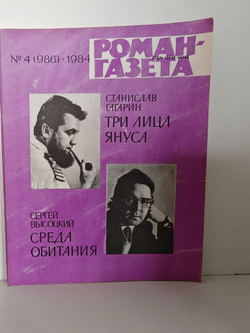 № 4 (986) · 1984
РОМАН-
ГАЗЕТА
СТАНИСЛАВ
ГАГАРИН
ТРИ ЛИЦА
ЯНУСА
СЕРГЕЙ
ВЫСОЦКИЙ
СРЕДА
ОБИТАНИЯ